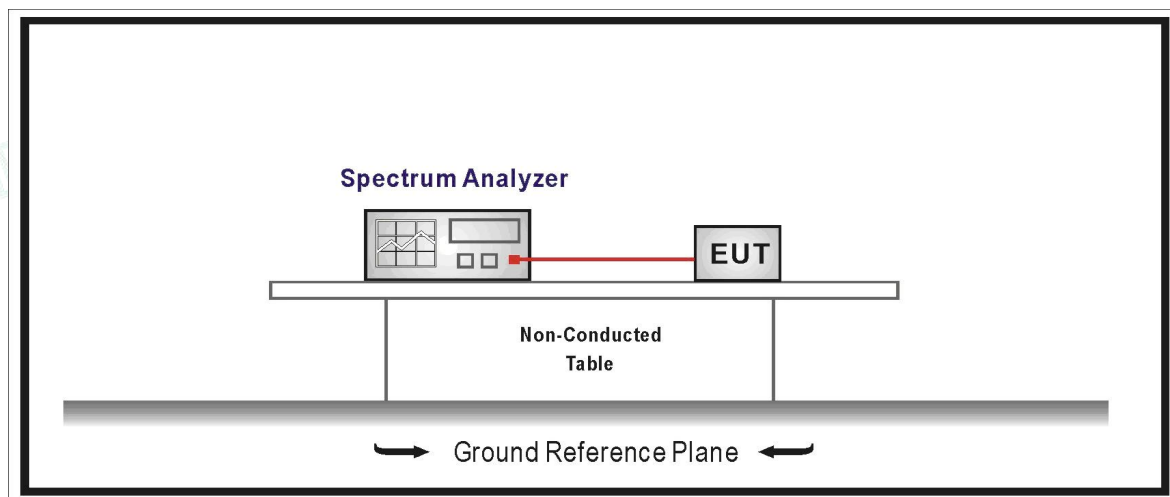 Spectrum Analyzer
EUT
Non-Conducted
Table
Ground Reference Plane